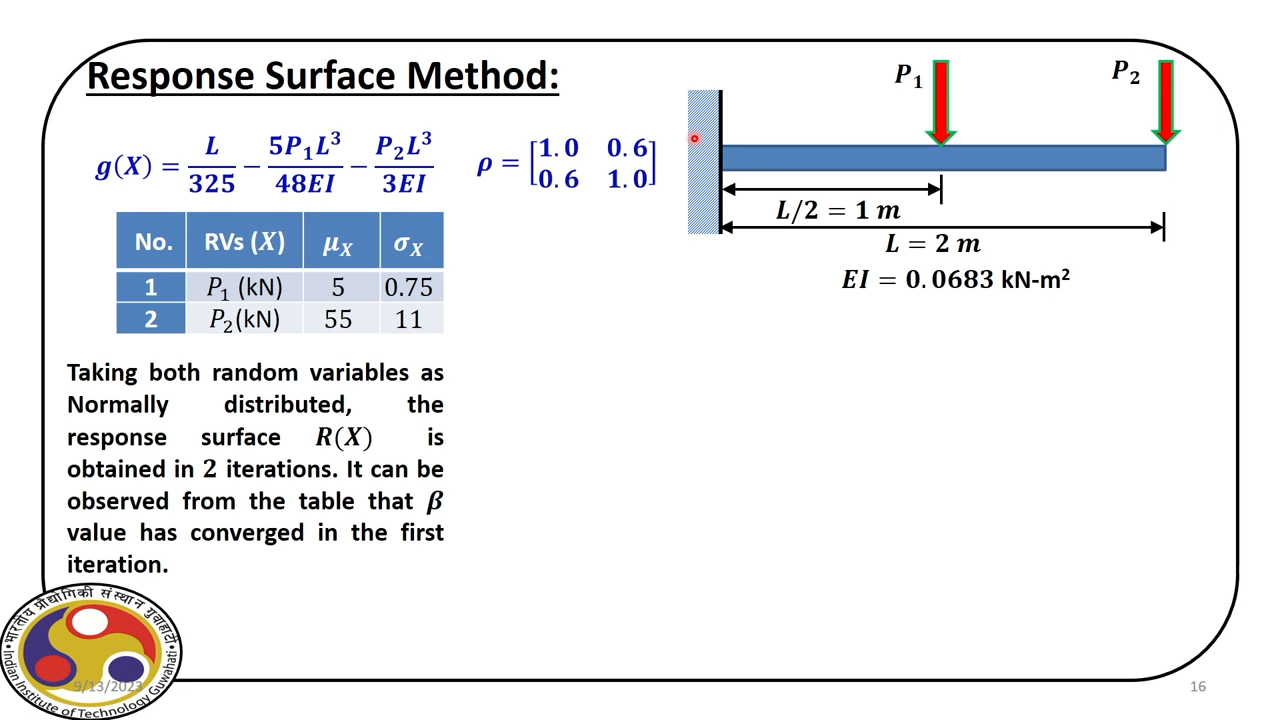 Response Surface Method:
g(X) = L/325 − 5P₁L³/48EI − P₂L³/3EI
ρ = [1.0 0.6
0.6 1.0]
No. RVs (X) μ_X σ_X
1 P₁ (kN) 5 0.75
2 P₂(kN) 55 11
Taking both random variables as
Normally distributed, the
response surface R(X) is
obtained in 2 iterations. It can be
observed from the table that β
value has converged in the first
iteration.
P₁
P₂
L/2 = 1 m
L = 2 m
EI = 0.0683 kN-m²
भारतीय प्रौद्योगिकी संस्थान गुवाहाटी
Indian Institute of Technology Guwahati
9/13/2023
16